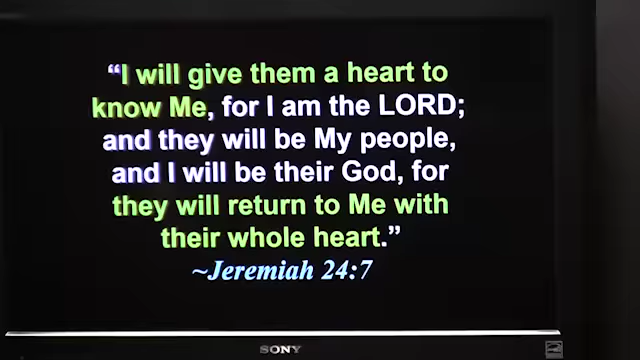 “I will give them a heart to
know Me, for I am the LORD;
and they will be My people,
and I will be their God, for
they will return to Me with
their whole heart.”
~Jeremiah 24:7
SONY